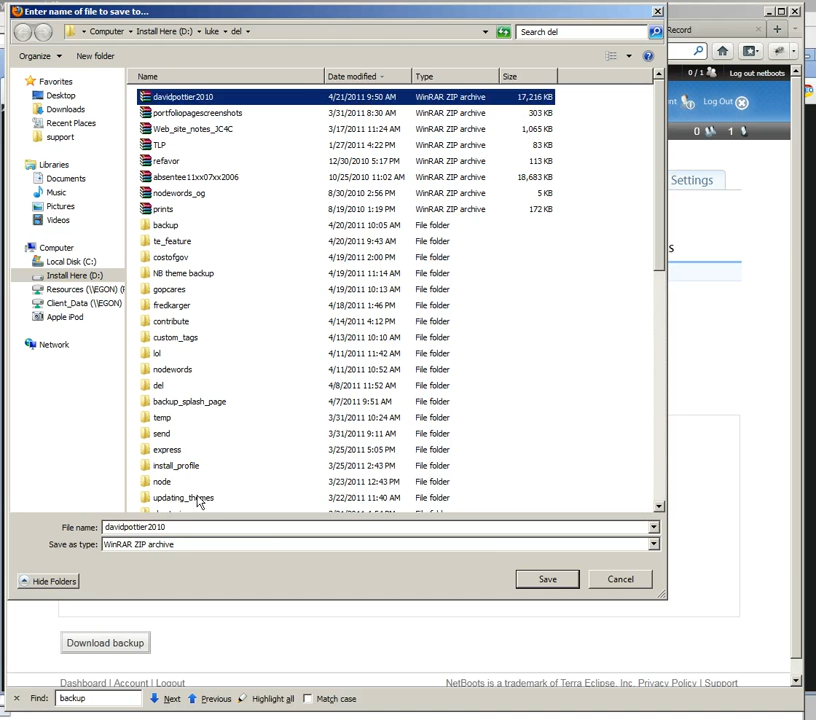 Enter name of file to save to...
Computer ▸ Install Here (D:) ▸ luke ▸ del ▸
Search del
Organize
New folder
Name Date modified Type Size
Favorites
Desktop
Downloads
Recent Places
support
Libraries
Documents
Music
Pictures
Videos
Computer
Local Disk (C:)
Install Here (D:)
Resources (\\EGON) (
Client_Data (\\EGON)
Apple iPod
Network
davidpottier2010 4/21/2011 9:50 AM WinRAR ZIP archive 17,216 KB
portfoliopagescreenshots 3/31/2011 8:30 AM WinRAR ZIP archive 303 KB
Web_site_notes_JC4C 3/17/2011 11:24 AM WinRAR ZIP archive 1,065 KB
TLP 1/27/2011 4:22 PM WinRAR ZIP archive 83 KB
refavor 12/30/2010 5:17 PM WinRAR ZIP archive 113 KB
absentee11xx07xx2006 10/25/2010 11:02 AM WinRAR ZIP archive 18,683 KB
nodewords_og 8/30/2010 2:56 PM WinRAR ZIP archive 5 KB
prints 8/19/2010 1:19 PM WinRAR ZIP archive 172 KB
backup 4/20/2011 10:05 AM File folder
te_feature 4/20/2011 9:43 AM File folder
costofgov 4/19/2011 2:00 PM File folder
NB theme backup 4/19/2011 11:14 AM File folder
gopcares 4/19/2011 10:13 AM File folder
fredkarger 4/18/2011 1:46 PM File folder
contribute 4/14/2011 4:12 PM File folder
custom_tags 4/13/2011 10:10 AM File folder
lol 4/11/2011 11:42 AM File folder
nodewords 4/11/2011 10:52 AM File folder
del 4/8/2011 11:52 AM File folder
backup_splash_page 4/7/2011 9:51 AM File folder
temp 3/31/2011 10:24 AM File folder
send 3/31/2011 9:11 AM File folder
express 3/25/2011 5:05 PM File folder
install_profile 3/25/2011 2:43 PM File folder
node 3/23/2011 12:43 PM File folder
updating_themes 3/22/2011 11:40 AM File folder
File name: davidpottier2010
Save as type: WinRAR ZIP archive
Hide Folders
Save
Cancel
Record
0 / 1
Log out netboots
nt
Log Out
0 1
Settings
s
Download backup
Dashboard | Account | Logout
NetBoots is a trademark of Terra Eclipse, Inc. Privacy Policy | Support
Find: backup
Next
Previous
Highlight all
Match case